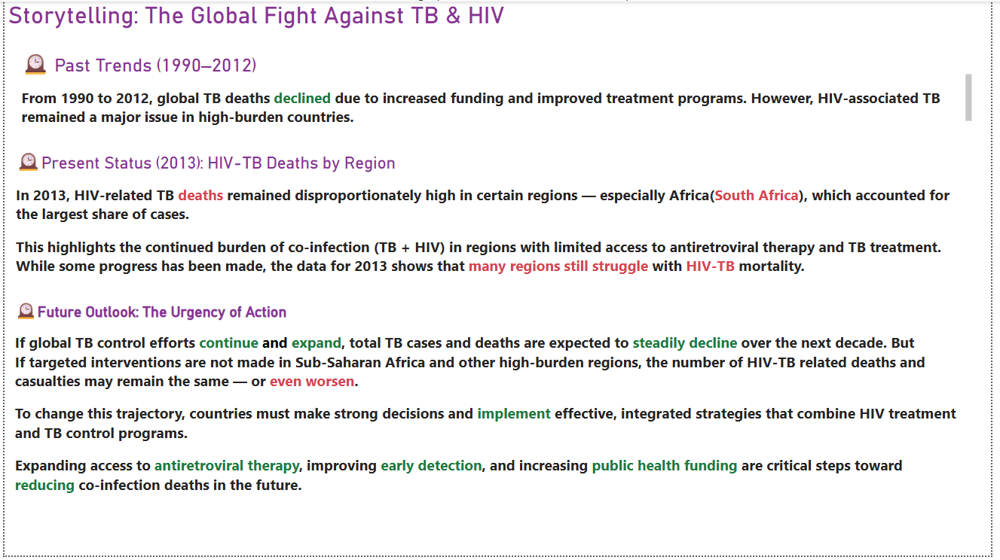 Storytelling: The Global Fight Against TB & HIV
Past Trends (1990–2012)
From 1990 to 2012, global TB deaths declined due to increased funding and improved treatment programs. However, HIV-associated TB
remained a major issue in high-burden countries.
Present Status (2013): HIV-TB Deaths by Region
In 2013, HIV-related TB deaths remained disproportionately high in certain regions — especially Africa(South Africa), which accounted for
the largest share of cases.
This highlights the continued burden of co-infection (TB + HIV) in regions with limited access to antiretroviral therapy and TB treatment.
While some progress has been made, the data for 2013 shows that many regions still struggle with HIV-TB mortality.
Future Outlook: The Urgency of Action
If global TB control efforts continue and expand, total TB cases and deaths are expected to steadily decline over the next decade. But
If targeted interventions are not made in Sub-Saharan Africa and other high-burden regions, the number of HIV-TB related deaths and
casualties may remain the same — or even worsen.
To change this trajectory, countries must make strong decisions and implement effective, integrated strategies that combine HIV treatment
and TB control programs.
Expanding access to antiretroviral therapy, improving early detection, and increasing public health funding are critical steps toward
reducing co-infection deaths in the future.